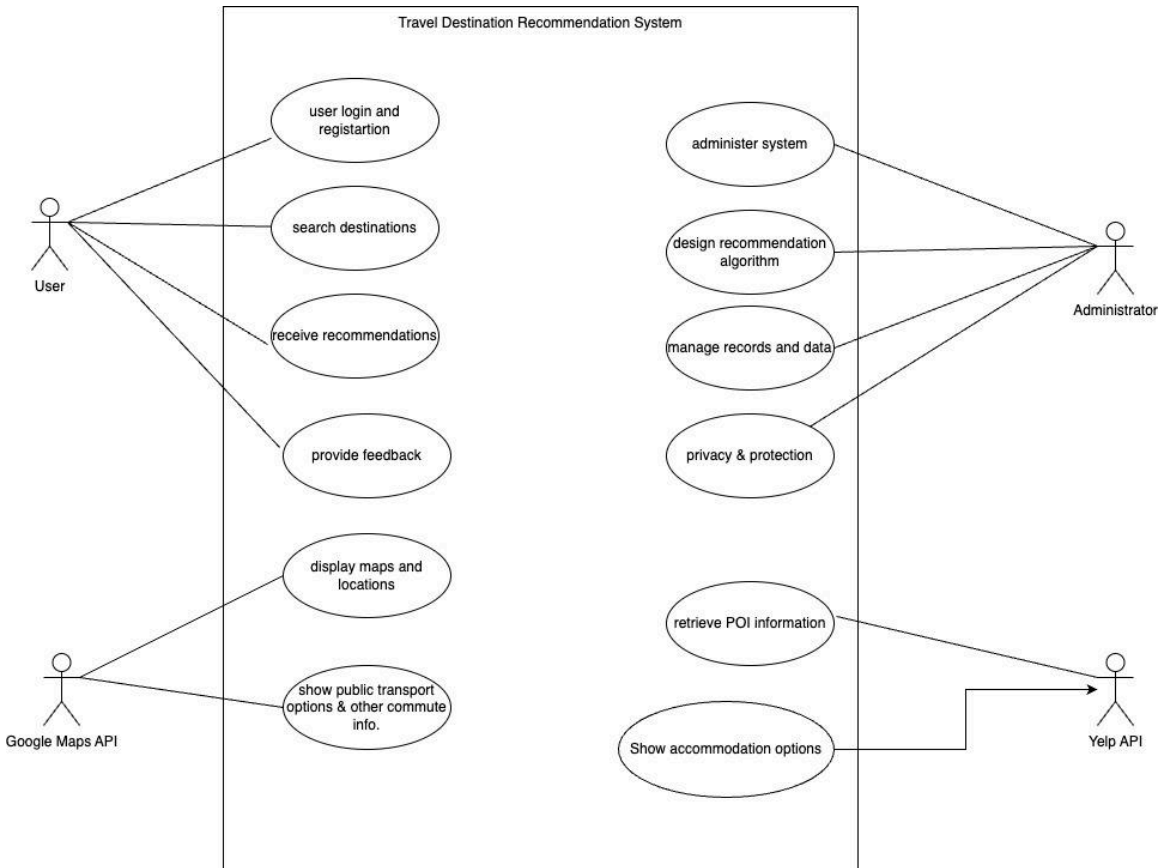 Travel Destination Recommendation System
user login and
registartion
administer system
search destinations
design recommendation
algorithm
User
Administrator
receive recommendations
manage records and data
provide feedback
privacy & protection
display maps and
locations
retrieve POI information
show public transport
options & other commute
info.
Google Maps API
Show accommodation options
Yelp API